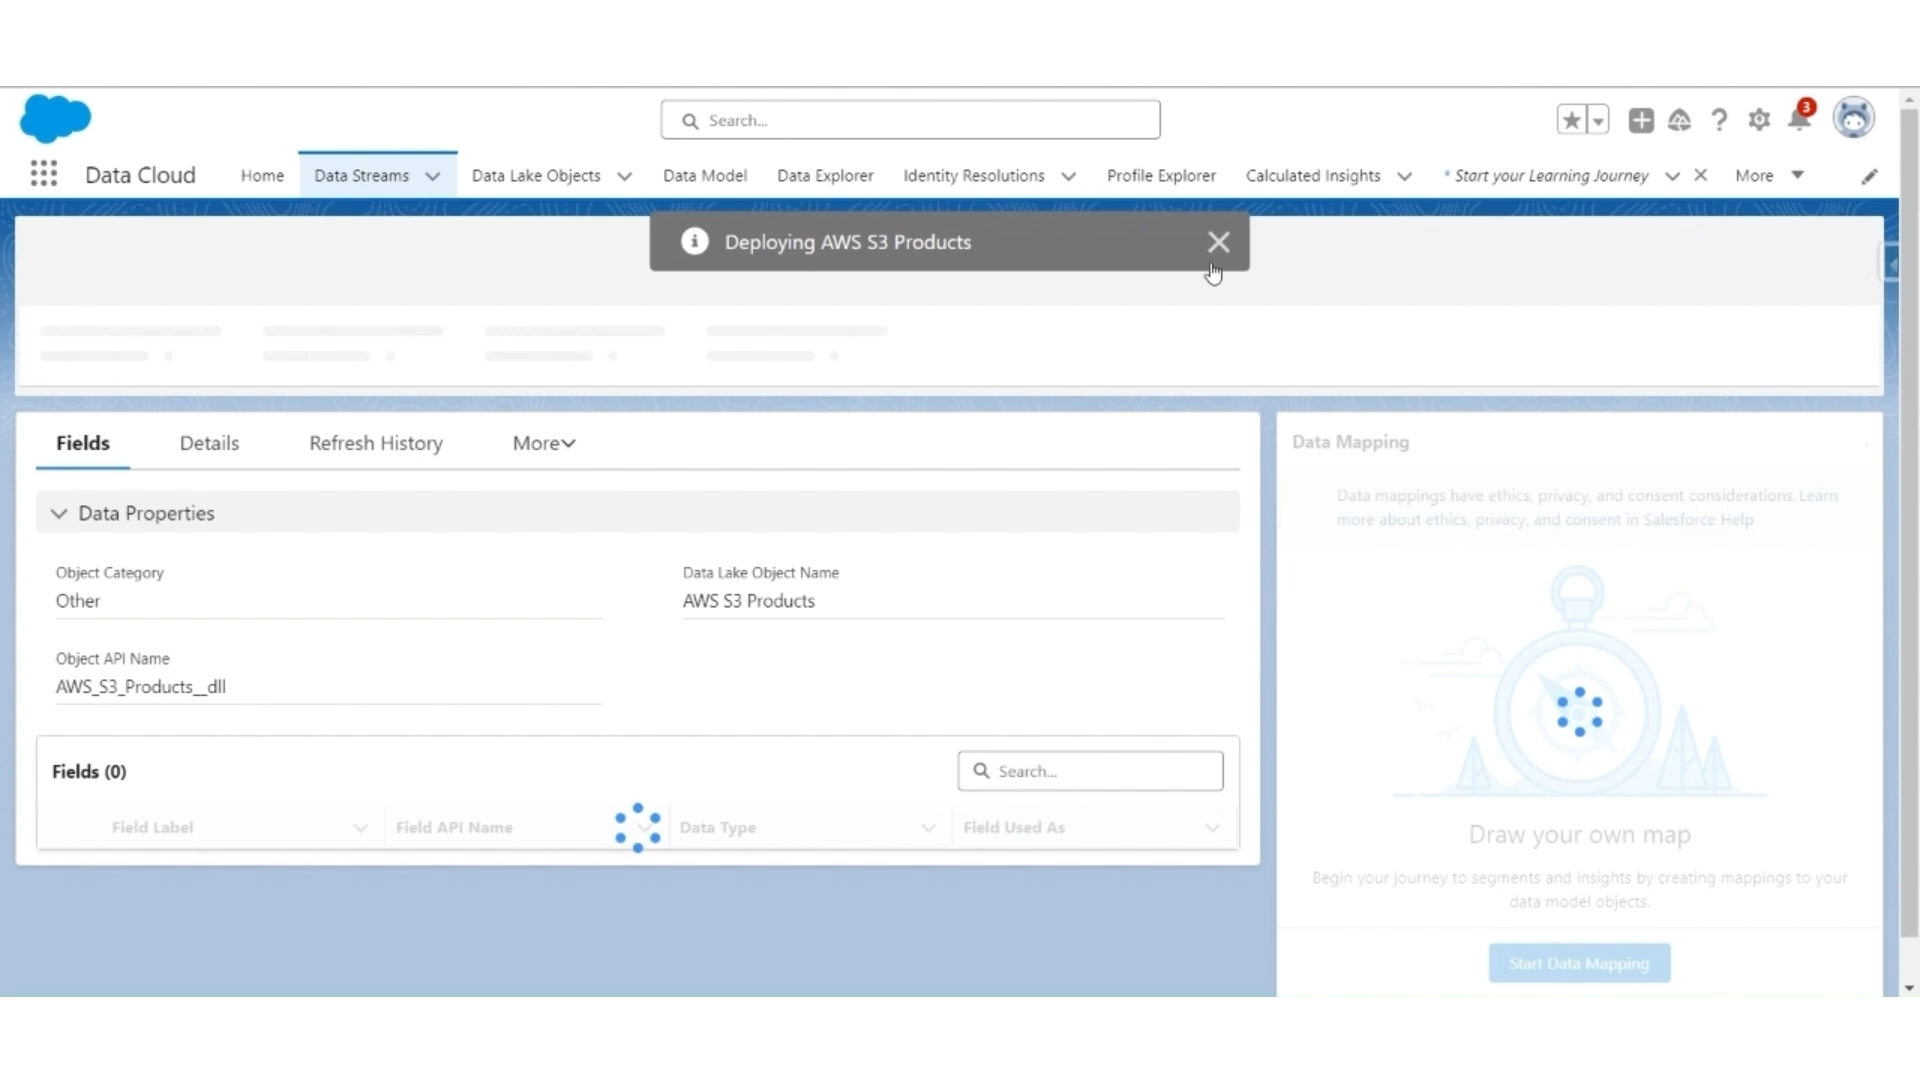 Search...
3
Data Cloud
Home
Data Streams
Data Lake Objects
Data Model
Data Explorer
Identity Resolutions
Profile Explorer
Calculated Insights
* Start your Learning Journey
More
Deploying AWS S3 Products
Fields
Details
Refresh History
More
Data Mapping
Data Properties
Data mappings have ethics, privacy, and consent considerations. Learn
more about ethics, privacy, and consent in Salesforce Help
Object Category
Other
Data Lake Object Name
AWS S3 Products
Object API Name
AWS_S3_Products__dll
Fields (0)
Search...
Field Label
Field API Name
Data Type
Field Used As
Draw your own map
Begin your journey to segments and insights by creating mappings to your
data model objects.
Start Data Mapping